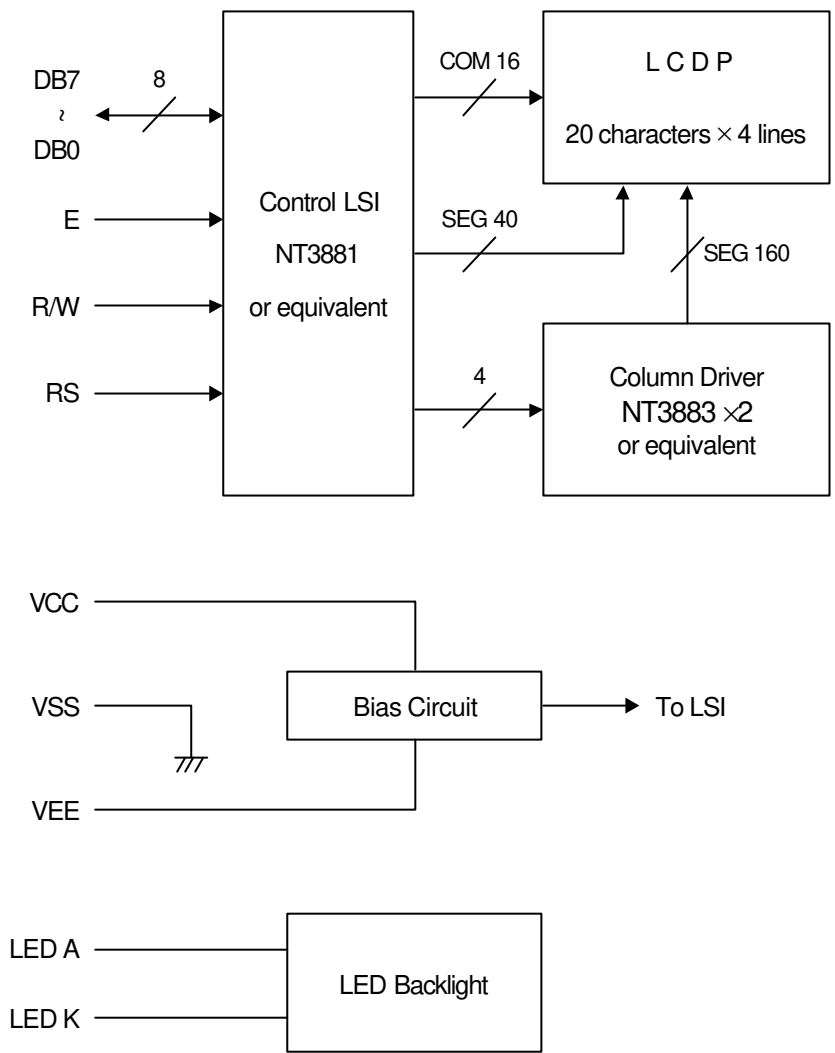 DB7
~
DB0
8
E
R/W
RS
Control LSI
NT3881
or equivalent
COM 16
SEG 40
4
L C D P
20 characters × 4 lines
SEG 160
Column Driver
NT3883 ×2
or equivalent
VCC
VSS
VEE
Bias Circuit
To LSI
LED A
LED K
LED Backlight